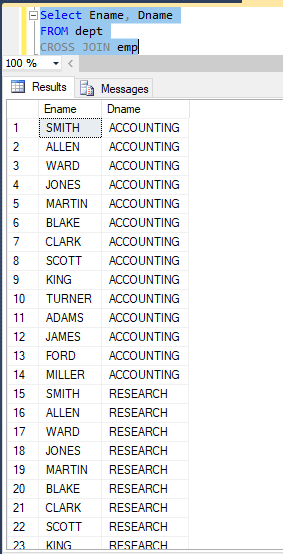 Select Ename, Dname
FROM dept
CROSS JOIN emp
100 %
Results Messages
Ename Dname
1 SMITH ACCOUNTING
2 ALLEN ACCOUNTING
3 WARD ACCOUNTING
4 JONES ACCOUNTING
5 MARTIN ACCOUNTING
6 BLAKE ACCOUNTING
7 CLARK ACCOUNTING
8 SCOTT ACCOUNTING
9 KING ACCOUNTING
10 TURNER ACCOUNTING
11 ADAMS ACCOUNTING
12 JAMES ACCOUNTING
13 FORD ACCOUNTING
14 MILLER ACCOUNTING
15 SMITH RESEARCH
16 ALLEN RESEARCH
17 WARD RESEARCH
18 JONES RESEARCH
19 MARTIN RESEARCH
20 BLAKE RESEARCH
21 CLARK RESEARCH
22 SCOTT RESEARCH
23 KING RESEARCH